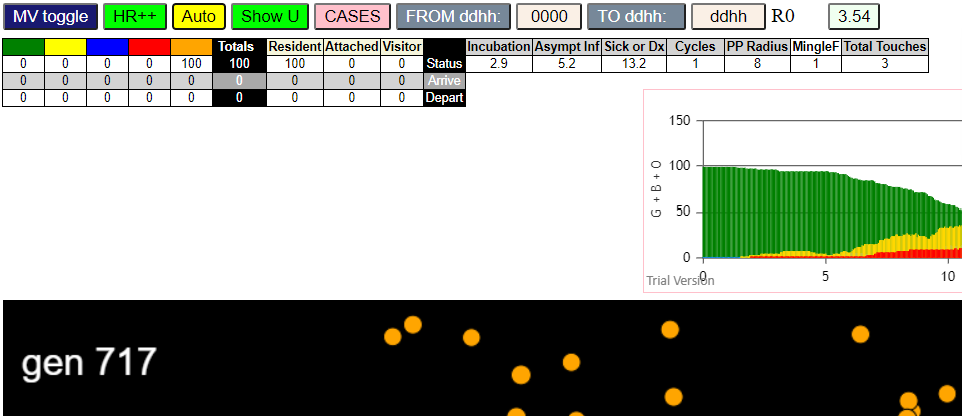 MV toggle HR++ Auto Show U CASES FROM ddhh: 0000 TO ddhh: ddhh R0 3.54
Totals Resident Attached Visitor Incubation Asympt Inf Sick or Dx Cycles PP Radius MingleF Total Touches
0 0 0 0 100 100 100 0 0 Status 2.9 5.2 13.2 1 8 1 3
0 0 0 0 0 0 0 0 0 Arrive
0 0 0 0 0 0 0 0 0 Depart
150
100
50
0
G + B + O
0 5 10
Trial Version
gen 717